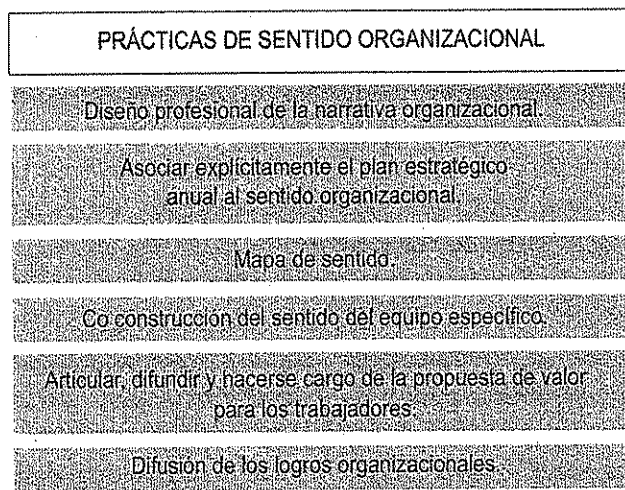 PRÁCTICAS DE SENTIDO ORGANIZACIONAL
Diseño profesional de la narrativa organizacional.
Asociar explícitamente el plan estratégico
anual al sentido organizacional.
Mapa de sentido.
Co construcción del sentido del equipo específico.
Articular, difundir y hacerse cargo de la propuesta de valor
para los trabajadores.
Difusión de los logros organizacionales.